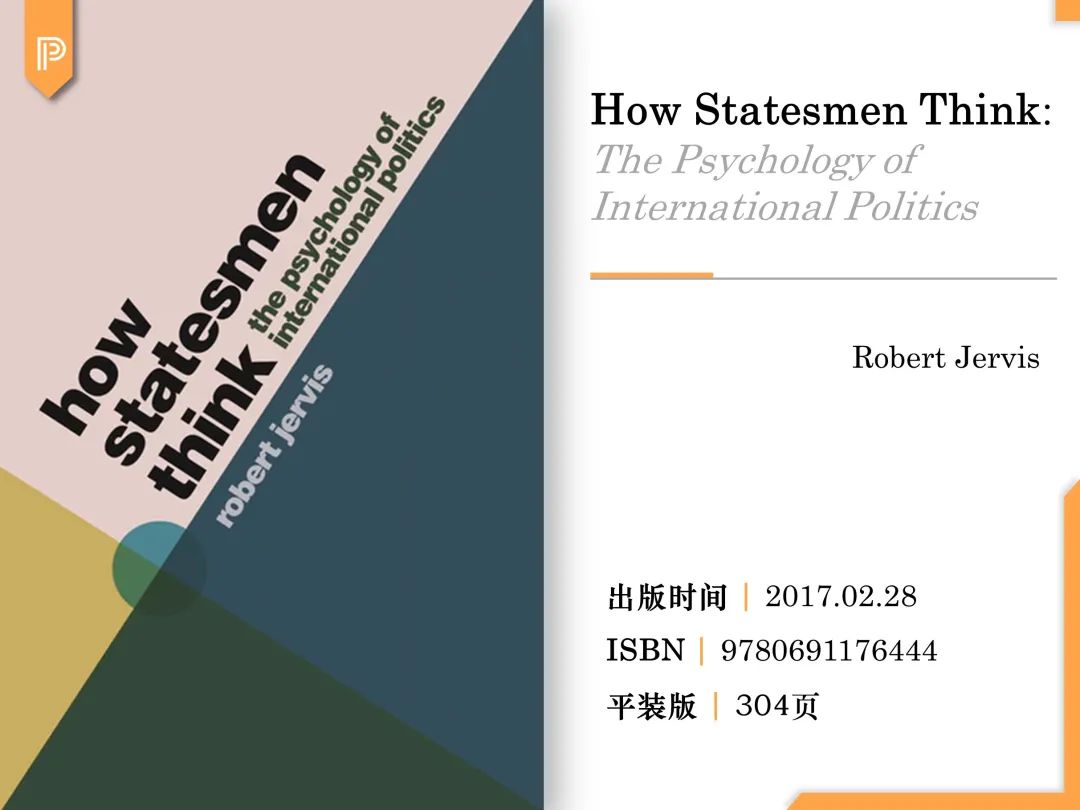 how
statesmen
think
the psychology of
international politics
robert jervis
How Statesmen Think:
The Psychology of
International Politics
Robert Jervis
出版时间 | 2017.02.28
ISBN | 9780691176444
平装版 | 304页